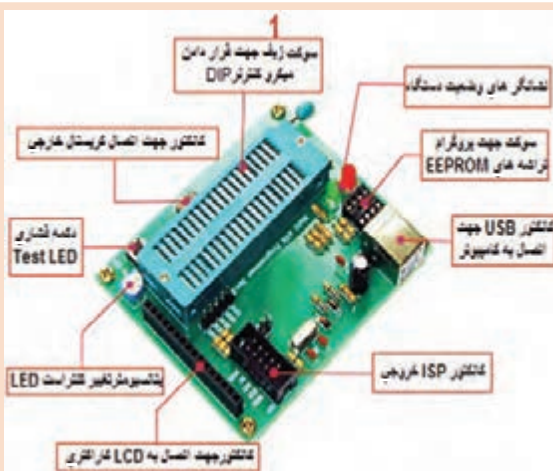 1
سوکت زیف جهت قرار دادن
میکرو کنترلر DIP
نشانگر های وضعیت دستگاه
سوکت جهت پروگرام
تراشه های EEPROM
کانکتور USB جهت
اتصال به کامپیوتر
کانکتور ISP خروجی
کانکتور جهت اتصال به LCD کاراکتری
پتانسیومتر تغییر کنتراست LED
دکمه فشاری
Test LED
کانکتور جهت اتصال کریستال خارجی